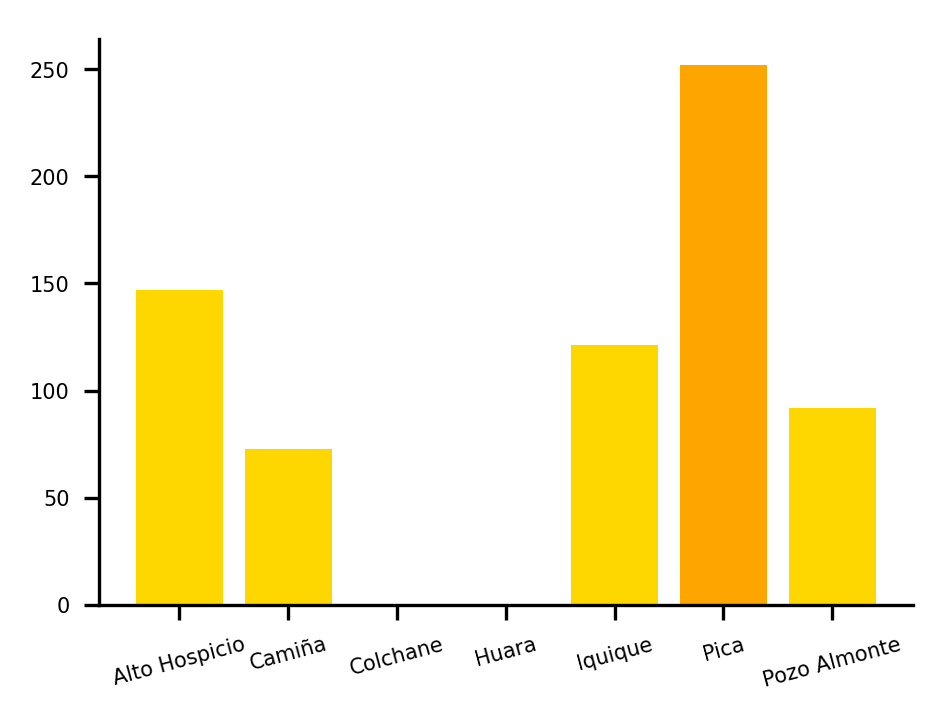 250
200
150
100
50
0
Alto Hospicio
Camiña
Colchane
Huara
Iquique
Pica
Pozo Almonte